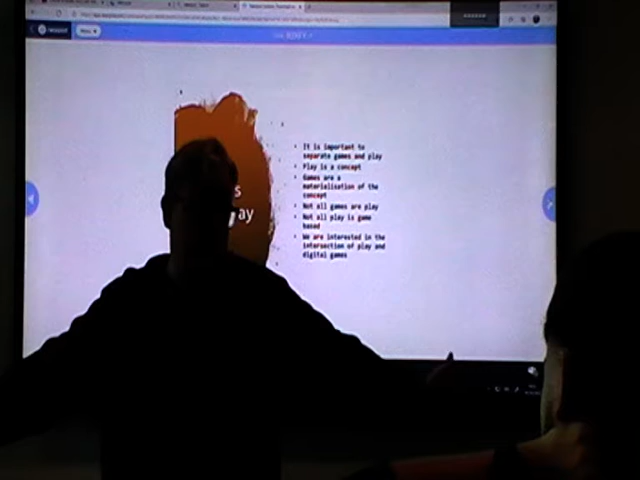 s
ay
• It is important to
separate games and play
• Play is a concept
• Games are a
materialisation of the
concept
• Not all games are play
• Not all play is game
based
• We are interested in the
intersection of play and
digital games